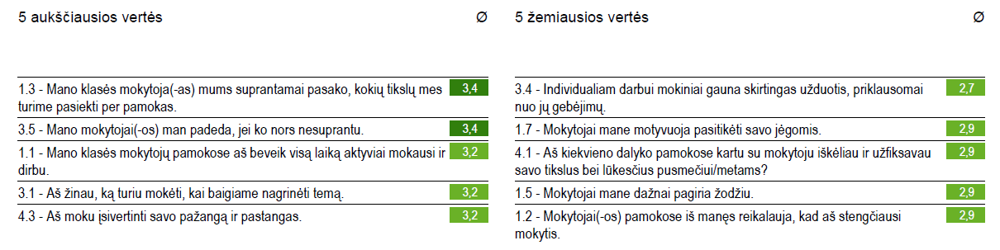 5 aukščiausios vertės Ø
1.3 - Mano klasės mokytoja(-as) mums suprantamai pasako, kokių tikslų mes 3,4
turime pasiekti per pamokas.
3.5 - Mano mokytojai(-os) man padeda, jei ko nors nesuprantu. 3,4
1.1 - Mano klasės mokytojų pamokose aš beveik visą laiką aktyviai mokausi ir 3,2
dirbu.
3.1 - Aš žinau, ką turiu mokėti, kai baigiame nagrinėti temą. 3,2
4.3 - Aš moku įsivertinti savo pažangą ir pastangas. 3,2
5 žemiausios vertės Ø
3.4 - Individualiam darbui mokiniai gauna skirtingas užduotis, priklausomai 2,7
nuo jų gebėjimų.
1.7 - Mokytojai mane motyvuoja pasitikėti savo jėgomis. 2,9
4.1 - Aš kiekvieno dalyko pamokose kartu su mokytoju iškėliau ir užfiksavau 2,9
savo tikslus bei lūkesčius pusmečiui/metams?
1.5 - Mokytojai mane dažnai pagiria žodžiu. 2,9
1.2 - Mokytojai(-os) pamokose iš manęs reikalauja, kad aš stengčiausi 2,9
mokytis.